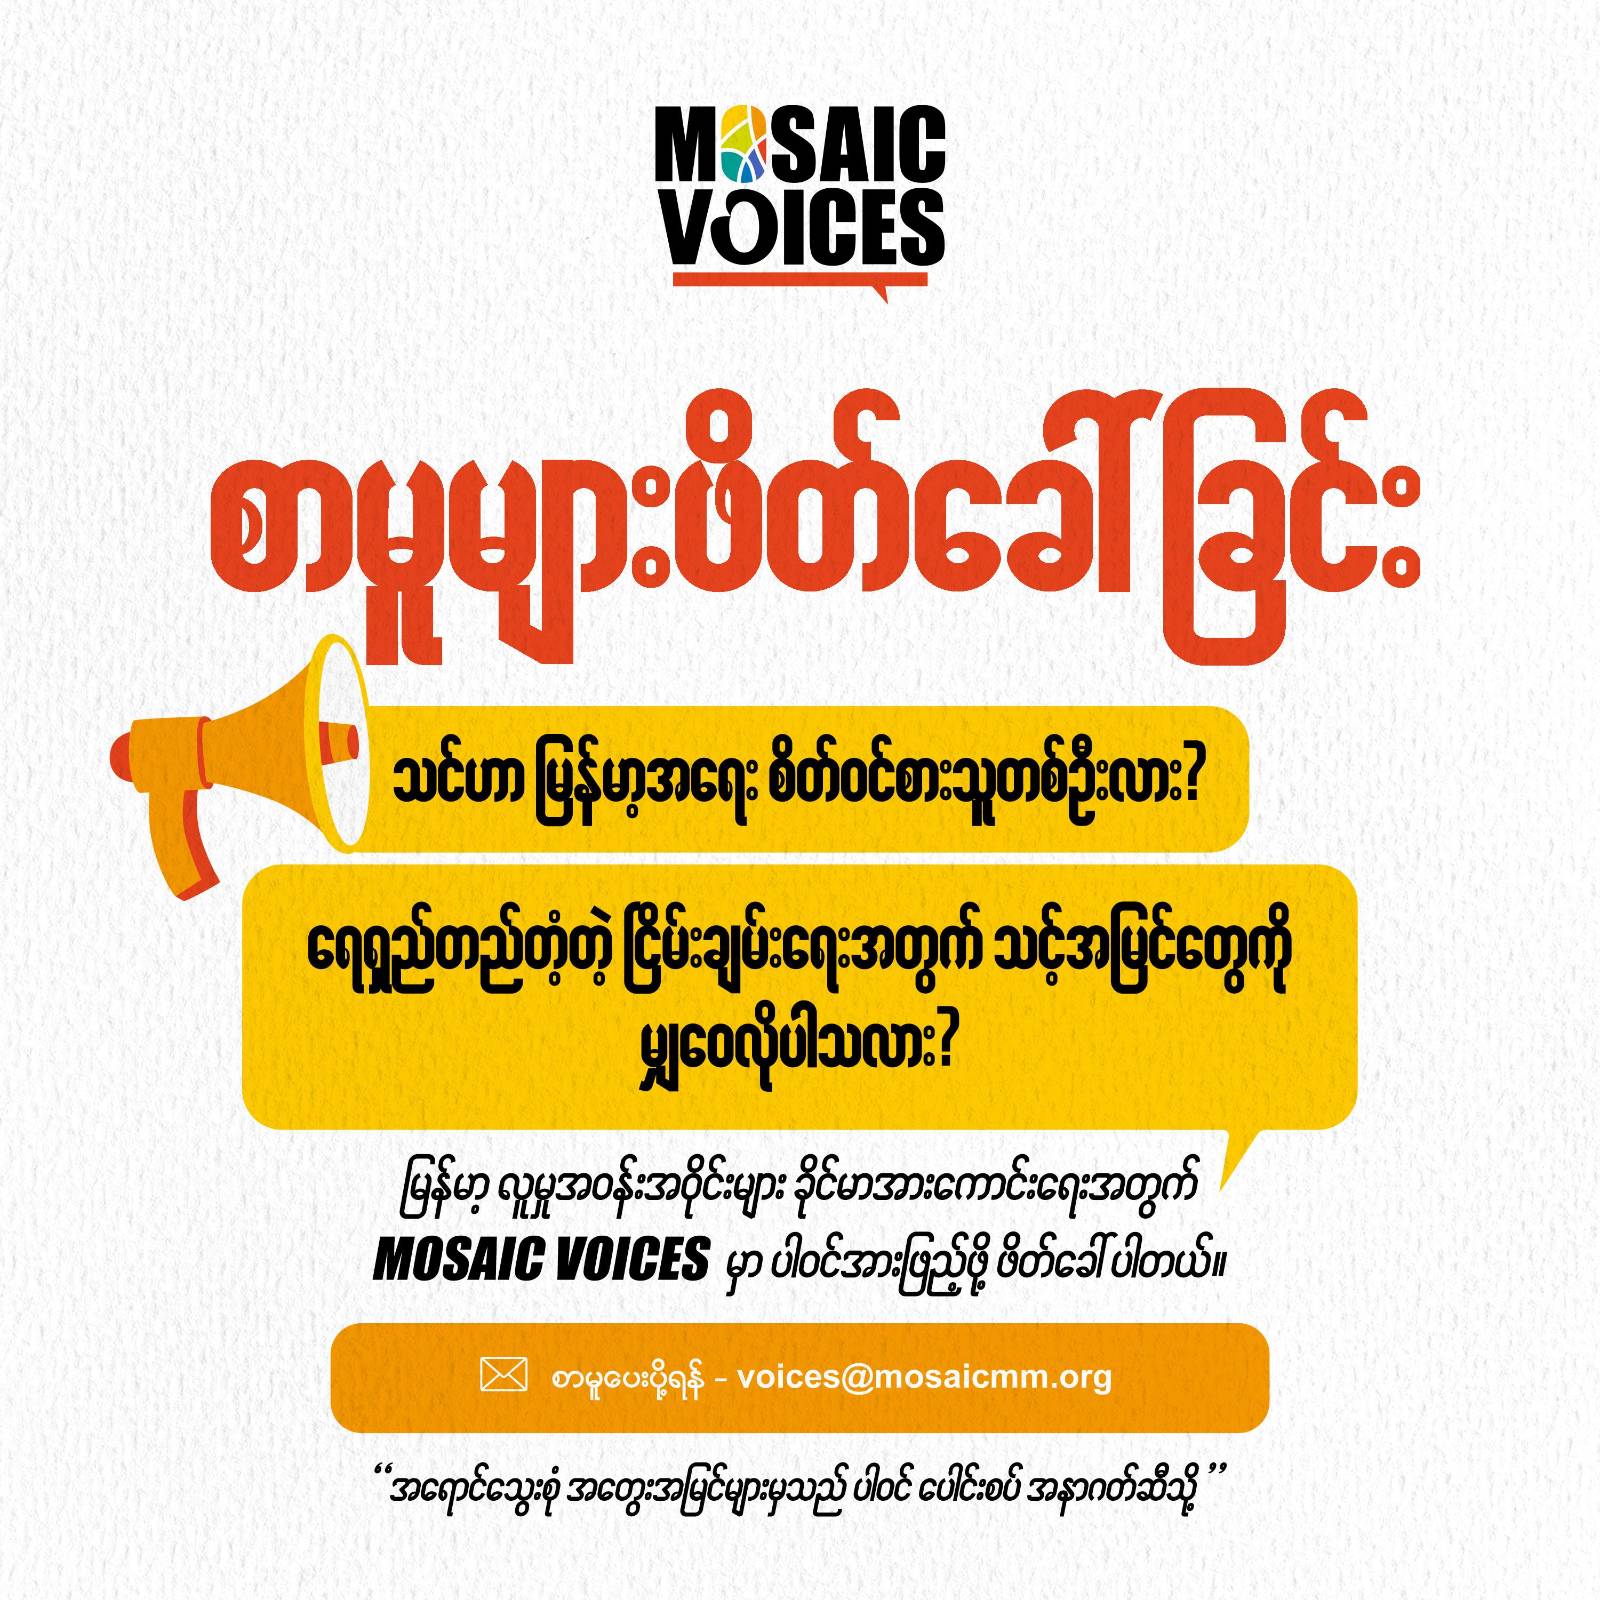 MOSAIC
VOICES
စာမူများဖိတ်ခေါ်ခြင်း
သင်ဟာ မြန်မာ့အရေး စိတ်ဝင်စားသူတစ်ဦးလား?
ရေရှည်တည်တံ့တဲ့ ငြိမ်းချမ်းရေးအတွက် သင့်အမြင်တွေကို
မျှဝေလိုပါသလား?
မြန်မာ့ လူမှုအဝန်းအဝိုင်းများ ခိုင်မာအားကောင်းရေးအတွက်
MOSAIC VOICES မှာ ပါဝင်အားဖြည့်ဖို့ ဖိတ်ခေါ်ပါတယ်။
စာမူပေးပို့ရန် - voices@mosaicmm.org
“အရောင်သွေးစုံ အတွေးအမြင်များမှသည် ပါဝင် ပေါင်းစပ် အနာဂတ်ဆီသို့”